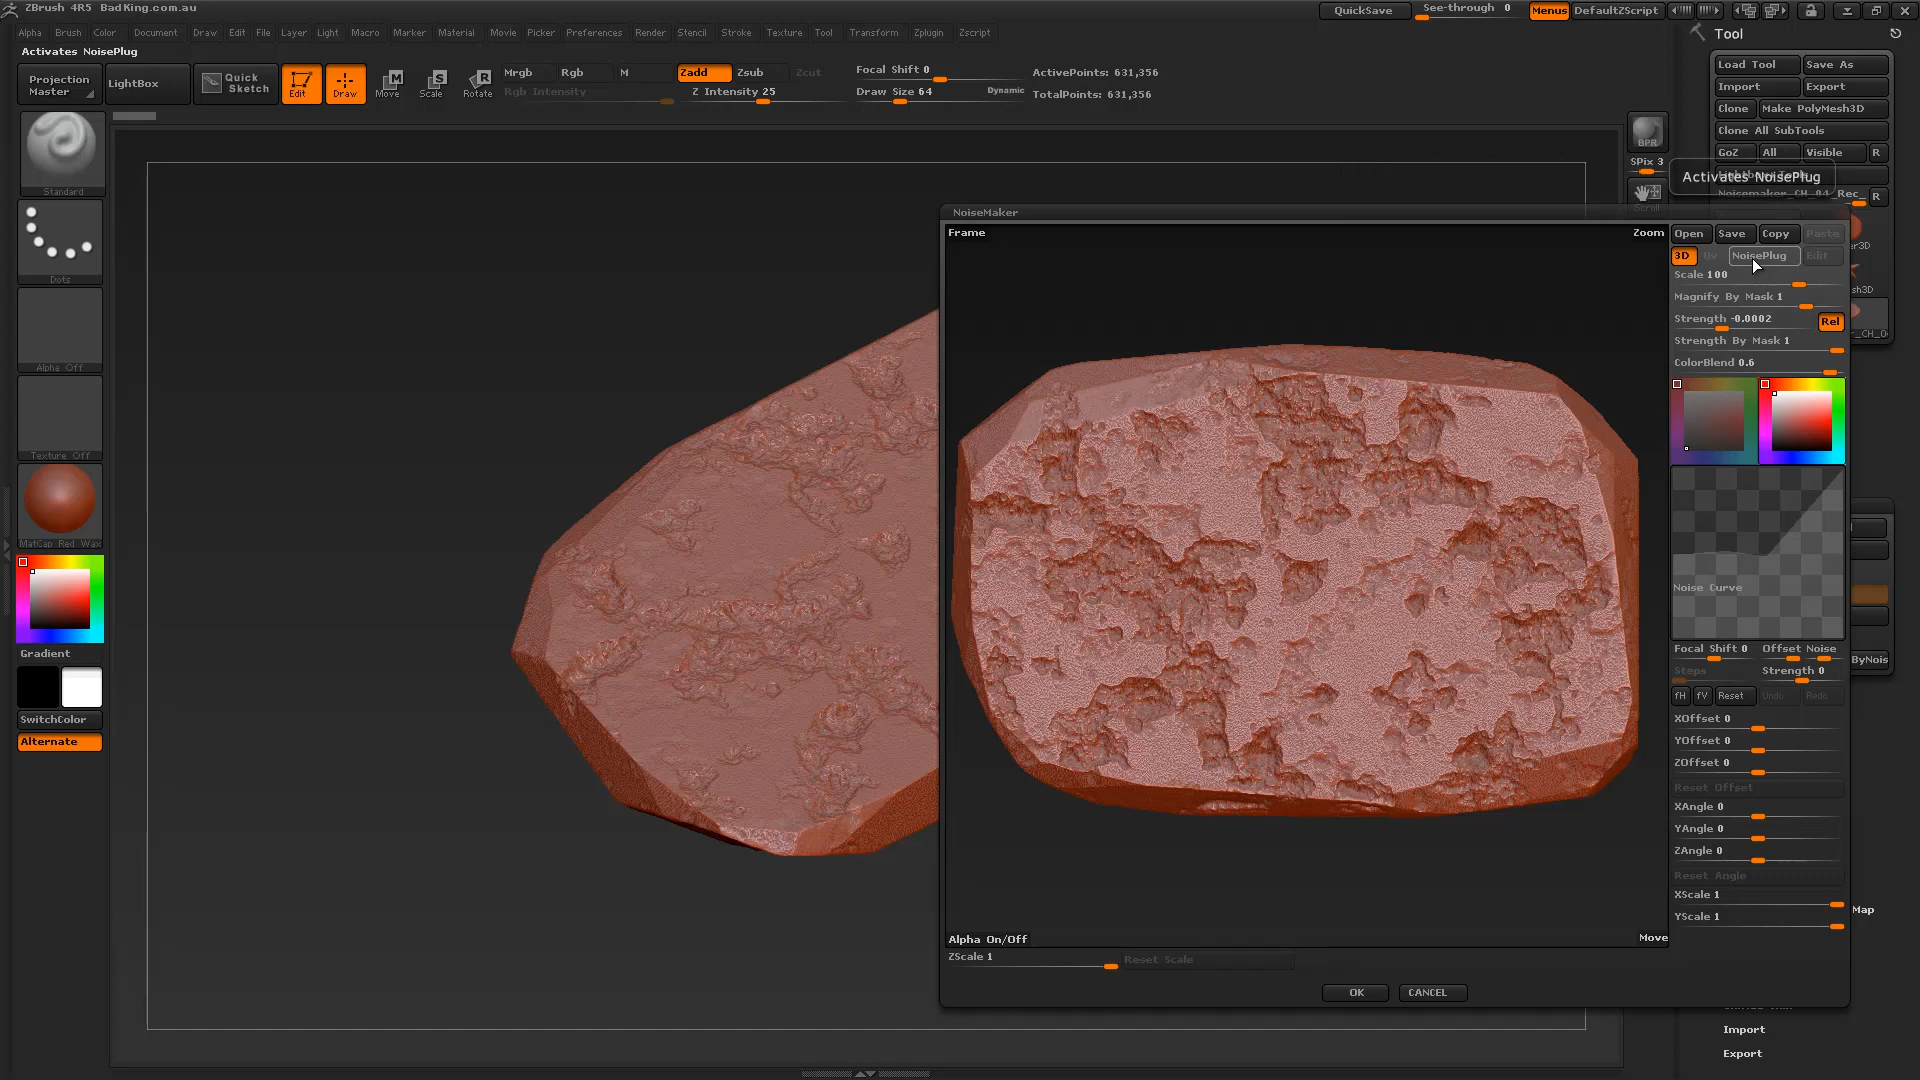 ZBrush 4R5 BadKing.com.au
QuickSave
See-through 0
Menus
DefaultZScript
Alpha Brush Color Document Draw Edit File Layer Light Macro Marker Material Movie Picker Preferences Render Stencil Stroke Texture Tool Transform Zplugin Zscript
Activates NoisePlug
Tool
Projection Master
LightBox
Quick Sketch
Edit
Draw
Move
Scale
Rotate
Mrgb Rgb M
Rgb Intensity
Zadd Zsub Zcut
Z Intensity 25
Focal Shift 0
Draw Size 64
Dynamic
ActivePoints: 631,356
TotalPoints: 631,356
Load Tool Save As
Import Export
Clone Make PolyMesh3D
Clone All SubTools
GoZ All Visible R
Activates NoisePlug
Noisemaker_CH_04_Rec_ R
Standard
Dots
Alpha Off
Texture Off
MatCap Red Wax
Gradient
SwitchColor
Alternate
BPR
SPix 3
Scroll
NoiseMaker
Frame
Zoom
Open Save Copy Paste
3D Uv NoisePlug Edit
Scale 100
Magnify By Mask 1
Strength -0.0002
Rel
Strength By Mask 1
ColorBlend 0.6
Noise Curve
Focal Shift 0 Offset Noise
Steps Strength 0
fH fV Reset Undo Redo
XOffset 0
YOffset 0
ZOffset 0
Reset Offset
XAngle 0
YAngle 0
ZAngle 0
Reset Angle
XScale 1
YScale 1
Alpha On/Off
Move
ZScale 1
Reset Scale
OK
CANCEL
er3D
sh3D
_CH_0
ByNois
Map
Import
Export